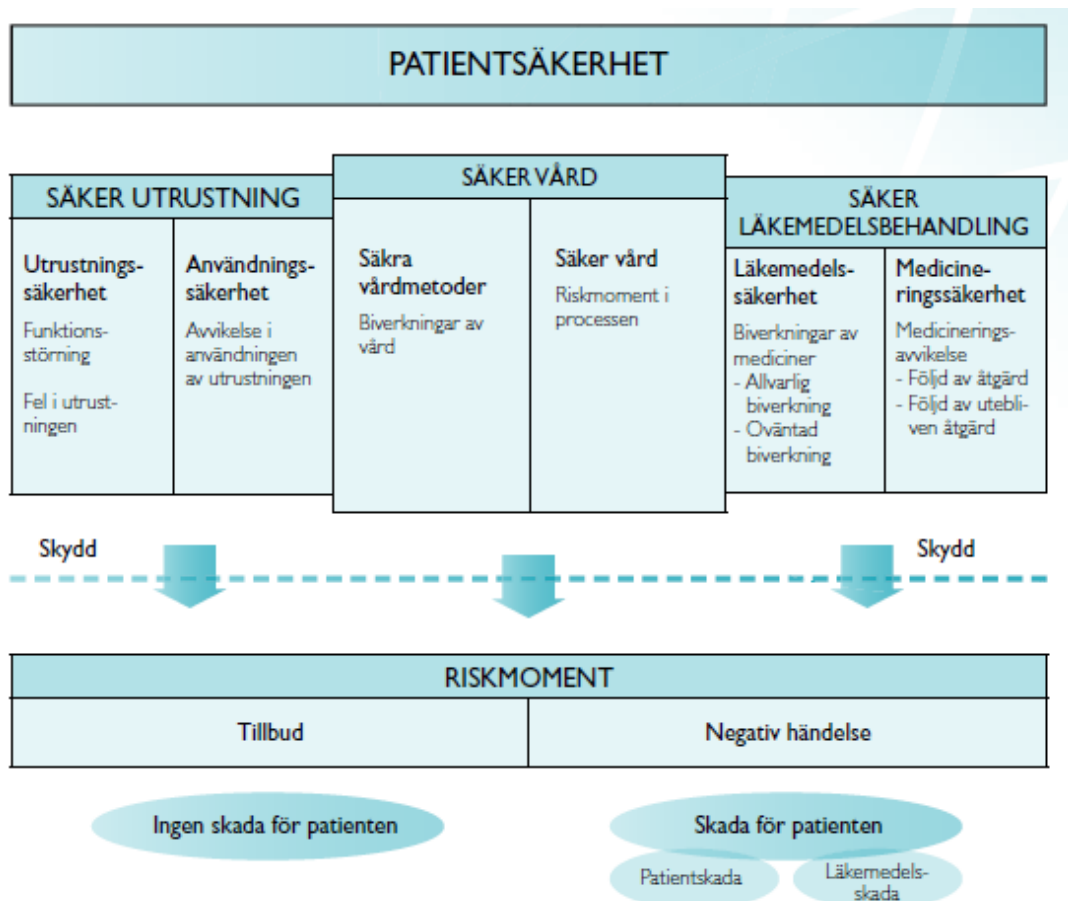 PATIENTSÄKERHET
SÄKER UTRUSTNING
Utrustnings-
säkerhet
Funktions-
störning
Fel i utrust-
ningen
Användnings-
säkerhet
Avvikelse i
användningen
av utrustningen
SÄKER VÅRD
Säkra
vårdmetoder
Biverkningar av
vård
Säker vård
Riskmoment i
processen
SÄKER
LÄKEMEDELSBEHANDLING
Läkemedels-
säkerhet
Biverkningar av
mediciner
- Allvarlig
biverkning
- Oväntad
biverkning
Medicine-
ringssäkerhet
Medicinerings-
avvikelse
- Följd av åtgärd
- Följd av utebli-
ven åtgärd
Skydd
Skydd
RISKMOMENT
Tillbud
Negativ händelse
Ingen skada för patienten
Skada för patienten
Patientskada
Läkemedels-
skada